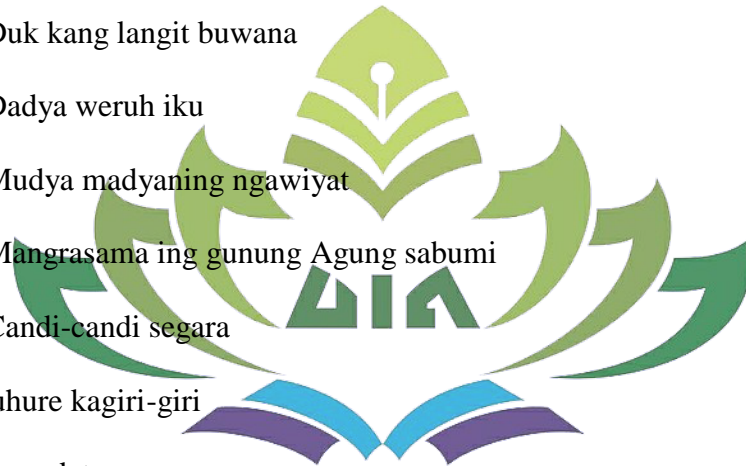 Duk kang langit buwana
Dadya weruh iku
Mudya madyaning ngawiyat
Mangrasama ing gunung Agung sabumi
Candi-candi segara
uhure kagiri-giri
UIN